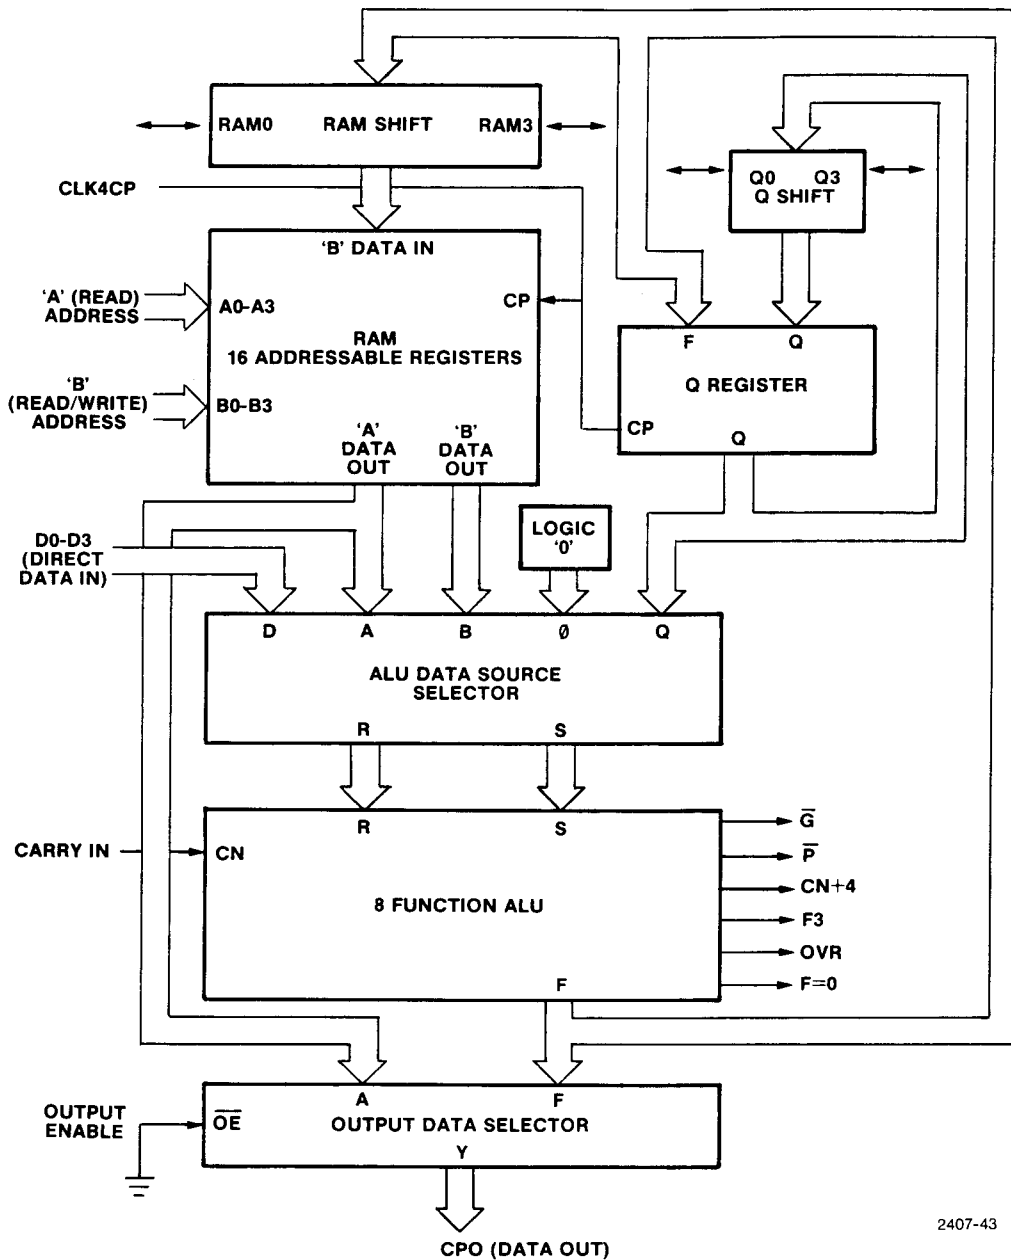 RAM0 RAM SHIFT RAM3
CLK4CP
Q0 Q3
Q SHIFT
'B' DATA IN
'A' (READ)
ADDRESS
A0-A3
CP
RAM
16 ADDRESSABLE REGISTERS
'B'
(READ/WRITE)
ADDRESS
B0-B3
'A'
DATA
OUT
'B'
DATA
OUT
F Q
Q REGISTER
CP
Q
LOGIC
'0'
D0-D3
(DIRECT
DATA IN)
D A B Ø Q
ALU DATA SOURCE
SELECTOR
R S
R S
CARRY IN
CN
8 FUNCTION ALU
F
G̅
P̅
CN+4
F3
OVR
F=0
A F
OUTPUT
ENABLE
O̅E̅
OUTPUT DATA SELECTOR
Y
CPO (DATA OUT)
2407-43